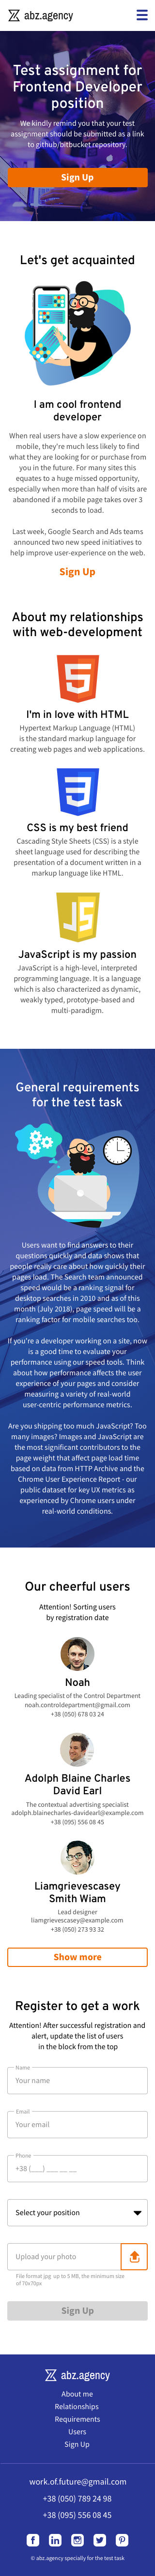 abz.agency
Test assignment for
Frontend Developer
position
We kindly remind you that your test
assignment should be submitted as a link
to github/bitbucket repository.
Sign Up
Let's get acquainted
I am cool frontend
developer
When real users have a slow experience on
mobile, they're much less likely to find
what they are looking for or purchase from
you in the future. For many sites this
equates to a huge missed opportunity,
especially when more than half of visits are
abandoned if a mobile page takes over 3
seconds to load.
Last week, Google Search and Ads teams
announced two new speed initiatives to
help improve user-experience on the web.
Sign Up
About my relationships
with web-development
I'm in love with HTML
Hypertext Markup Language (HTML)
is the standard markup language for
creating web pages and web applications.
CSS is my best friend
Cascading Style Sheets (CSS) is a style
sheet language used for describing the
presentation of a document written in a
markup language like HTML.
JavaScript is my passion
JavaScript is a high-level, interpreted
programming language. It is a language
which is also characterized as dynamic,
weakly typed, prototype-based and
multi-paradigm.
General requirements
for the test task
Users want to find answers to their
questions quickly and data shows that
people really care about how quickly their
pages load. The Search team announced
speed would be a ranking signal for
desktop searches in 2010 and as of this
month (July 2018), page speed will be a
ranking factor for mobile searches too.
If you're a developer working on a site, now
is a good time to evaluate your
performance using our speed tools. Think
about how performance affects the user
experience of your pages and consider
measuring a variety of real-world
user-centric performance metrics.
Are you shipping too much JavaScript? Too
many images? Images and JavaScript are
the most significant contributors to the
page weight that affect page load time
based on data from HTTP Archive and the
Chrome User Experience Report - our
public dataset for key UX metrics as
experienced by Chrome users under
real-world conditions.
Our cheerful users
Attention! Sorting users
by registration date
Noah
Leading specialist of the Control Department
noah.controldepartment@gmail.com
+38 (050) 678 03 24
Adolph Blaine Charles
David Earl
The contextual advertising specialist
adolph.blainecharles-davidearl@example.com
+38 (095) 556 08 45
Liamgrievescasey
Smith Wiam
Lead designer
liamgrievescasey@example.com
+38 (050) 273 93 32
Show more
Register to get a work
Attention! After successful registration and
alert, update the list of users
in the block from the top
Name
Your name
Email
Your email
Phone
+38 (___) ___ __ __
Select your position
Upload your photo
File format jpg up to 5 MB, the minimum size
of 70x70px
Sign Up
abz.agency
About me
Relationships
Requirements
Users
Sign Up
work.of.future@gmail.com
+38 (050) 789 24 98
+38 (095) 556 08 45
© abz.agency specially for the test task